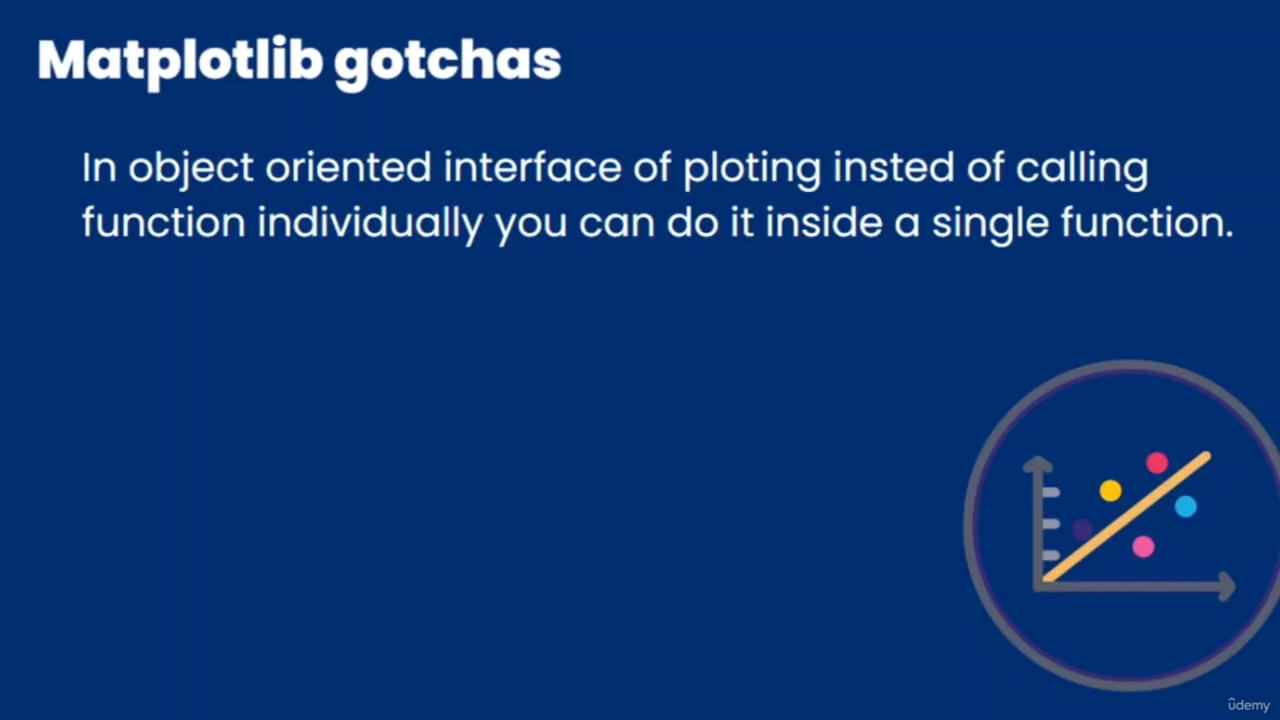 Matplotlib gotchas
In object oriented interface of ploting insted of calling
function individually you can do it inside a single function.
ûdemy